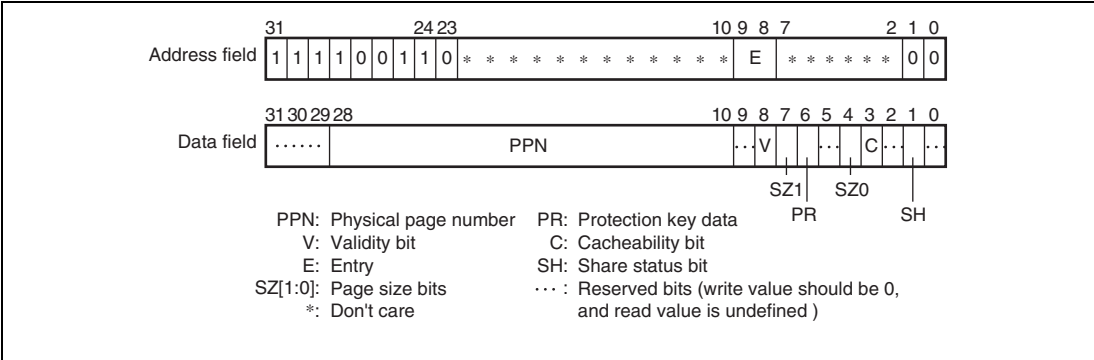 31 24 23 10 9 8 7 2 1 0
Address field 1 1 1 1 0 0 1 1 0 * * * * * * * * * * * * E * * * * * * 0 0
31 30 29 28 10 9 8 7 6 5 4 3 2 1 0
Data field ...... PPN ... V ... C ... ...
SZ1 SZ0
PR SH
PPN: Physical page number PR: Protection key data
V: Validity bit C: Cacheability bit
E: Entry SH: Share status bit
SZ[1:0]: Page size bits ... : Reserved bits (write value should be 0,
*: Don't care and read value is undefined )